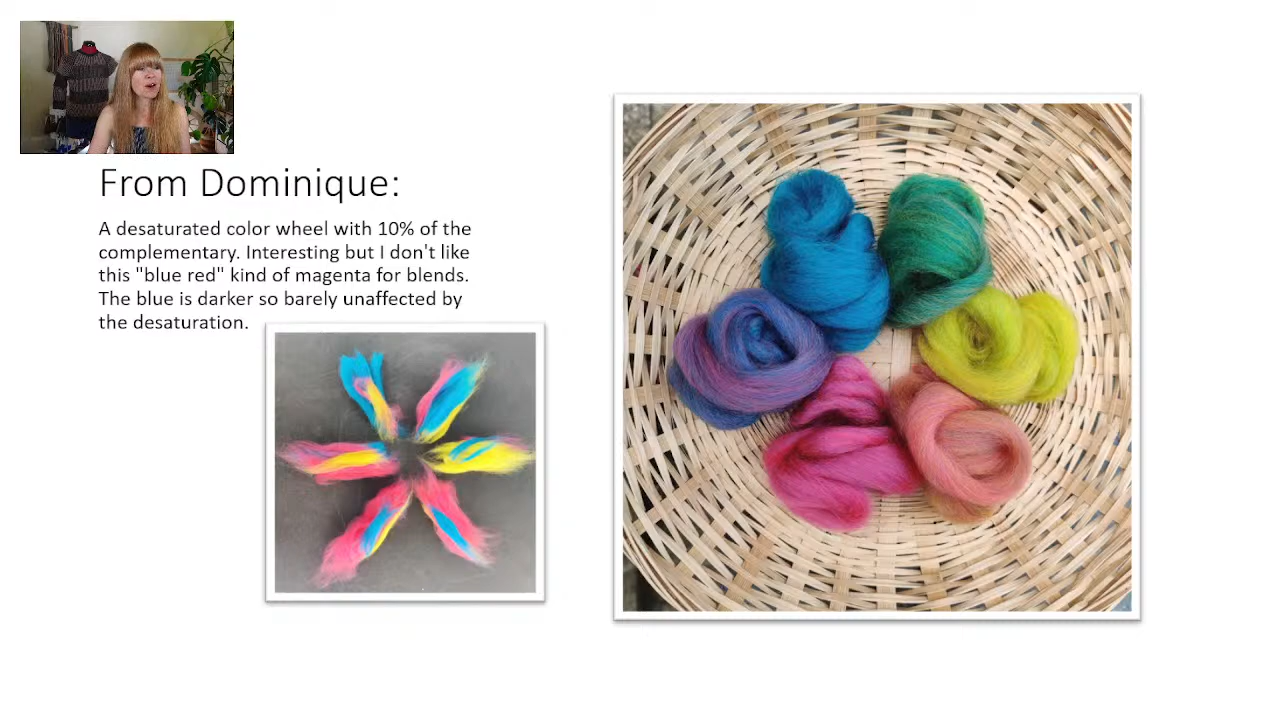 From Dominique:
A desaturated color wheel with 10% of the
complementary. Interesting but I don't like
this "blue red" kind of magenta for blends.
The blue is darker so barely unaffected by
the desaturation.